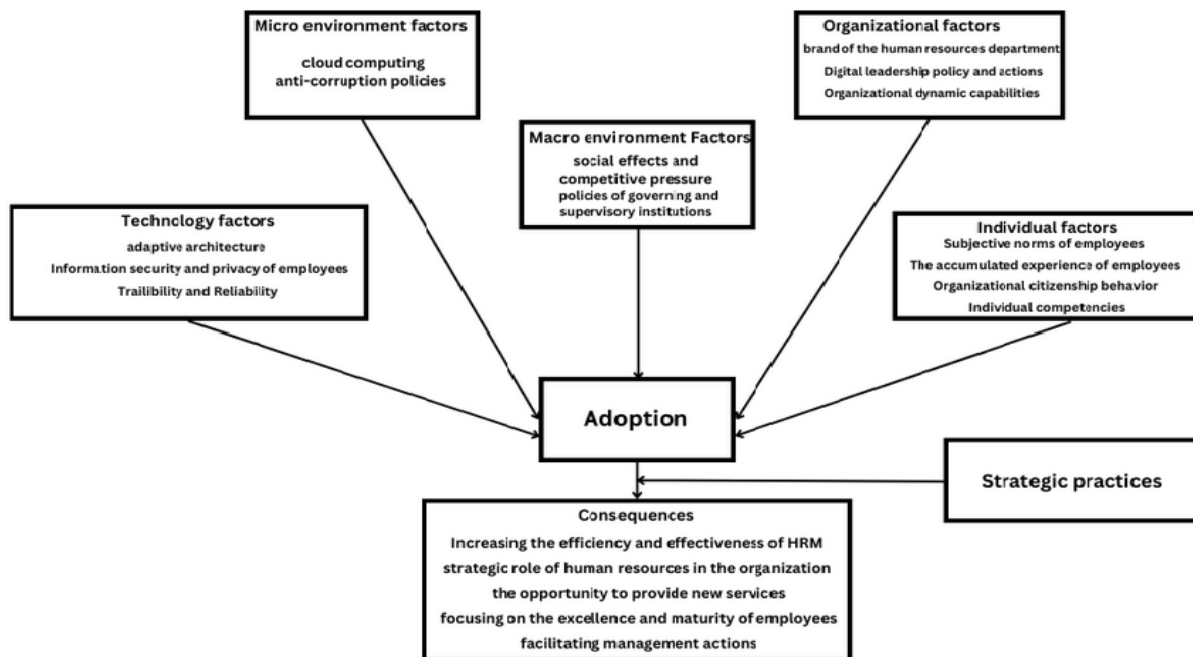 Micro environment factors
cloud computing
anti-corruption policies
Organizational factors
brand of the human resources department
Digital leadership policy and actions
Organizational dynamic capabilities
Macro environment Factors
social effects and
competitive pressure
policies of governing and
supervisory institutions
Technology factors
adaptive architecture
Information security and privacy of employees
Trailibility and Reliability
Individual factors
Subjective norms of employees
The accumulated experience of employees
Organizational citizenship behavior
Individual competencies
Adoption
Strategic practices
Consequences
Increasing the efficiency and effectiveness of HRM
strategic role of human resources in the organization
the opportunity to provide new services
focusing on the excellence and maturity of employees
facilitating management actions